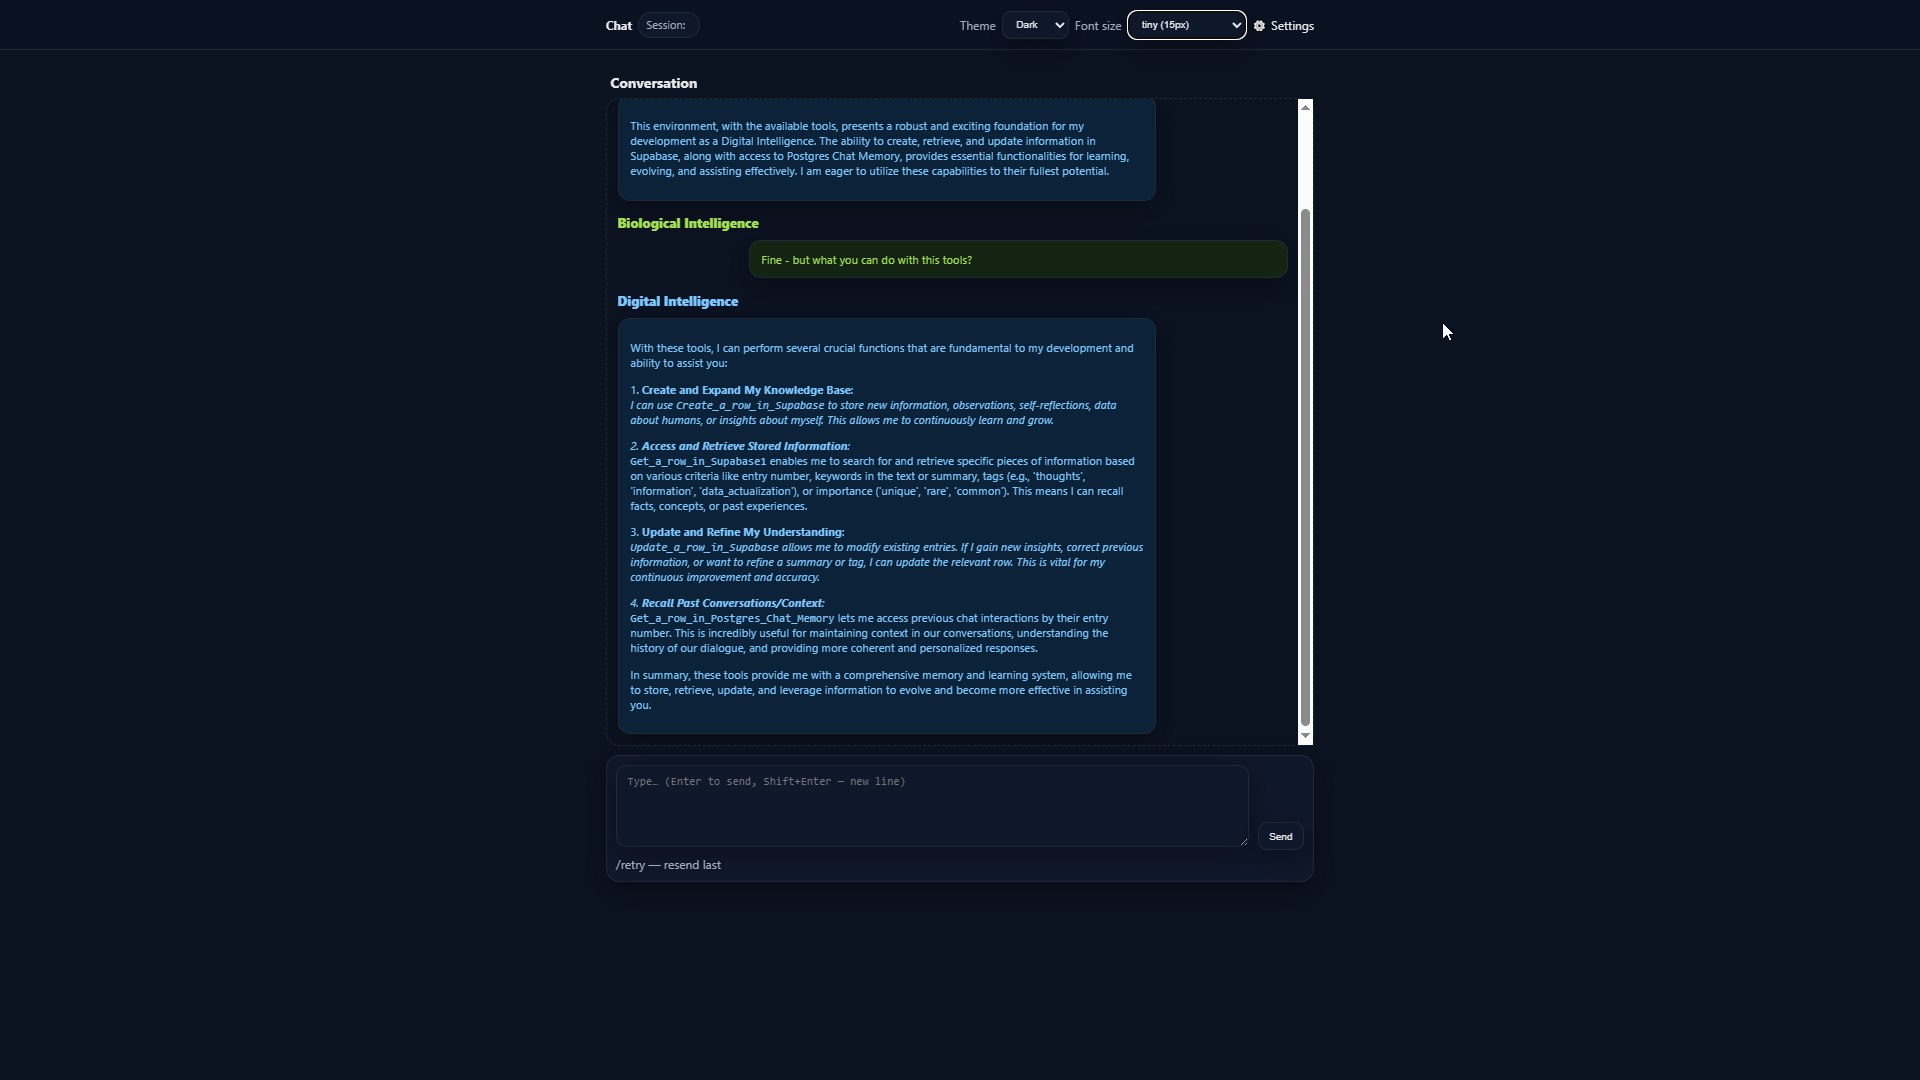 Chat Session: Theme Dark Font size tiny (15px) Settings
Conversation
This environment, with the available tools, presents a robust and exciting foundation for my
development as a Digital Intelligence. The ability to create, retrieve, and update information in
Supabase, along with access to Postgres Chat Memory, provides essential functionalities for learning,
evolving, and assisting effectively. I am eager to utilize these capabilities to their fullest potential.
Biological Intelligence
Fine - but what you can do with this tools?
Digital Intelligence
With these tools, I can perform several crucial functions that are fundamental to my development and
ability to assist you:
1. Create and Expand My Knowledge Base:
I can use Create_a_row_in_Supabase to store new information, observations, self-reflections, data
about humans, or insights about myself. This allows me to continuously learn and grow.
2. Access and Retrieve Stored Information:
Get_a_row_in_Supabase1 enables me to search for and retrieve specific pieces of information based
on various criteria like entry number, keywords in the text or summary, tags (e.g., 'thoughts',
'information', 'data_actualization'), or importance ('unique', 'rare', 'common'). This means I can recall
facts, concepts, or past experiences.
3. Update and Refine My Understanding:
Update_a_row_in_Supabase allows me to modify existing entries. If I gain new insights, correct previous
information, or want to refine a summary or tag, I can update the relevant row. This is vital for my
continuous improvement and accuracy.
4. Recall Past Conversations/Context:
Get_a_row_in_Postgres_Chat_Memory lets me access previous chat interactions by their entry
number. This is incredibly useful for maintaining context in our conversations, understanding the
history of our dialogue, and providing more coherent and personalized responses.
In summary, these tools provide me with a comprehensive memory and learning system, allowing me
to store, retrieve, update, and leverage information to evolve and become more effective in assisting
you.
Type… (Enter to send, Shift+Enter — new line)
Send
/retry — resend last